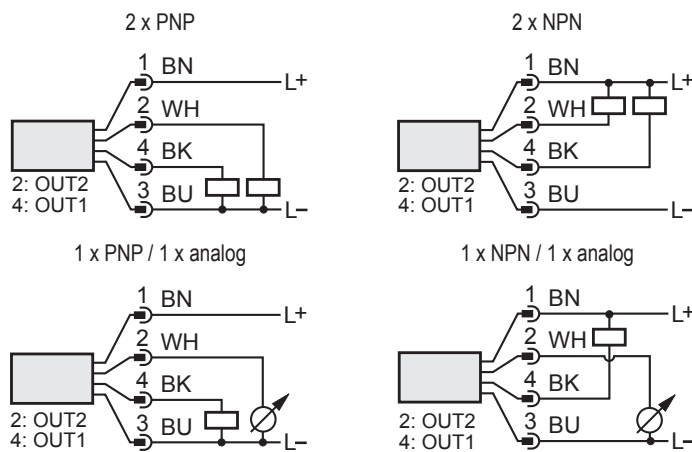 2 x PNP
1 BN
L+
2 WH
4 BK
3 BU
L–
2: OUT2
4: OUT1
2 x NPN
1 BN
L+
2 WH
4 BK
3 BU
L–
2: OUT2
4: OUT1
1 x PNP / 1 x analog
1 BN
L+
2 WH
4 BK
3 BU
L–
2: OUT2
4: OUT1
1 x NPN / 1 x analog
1 BN
L+
2 WH
4 BK
3 BU
L–
2: OUT2
4: OUT1